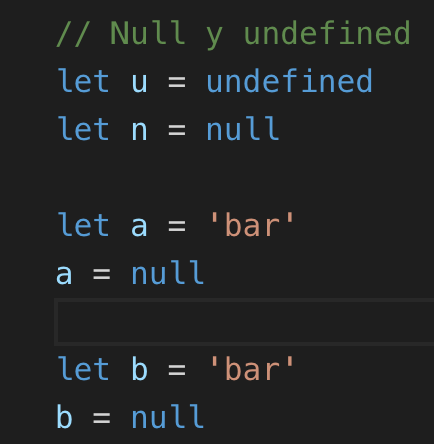 // Null y undefined
let u = undefined
let n = null
let a = 'bar'
a = null
let b = 'bar'
b = null